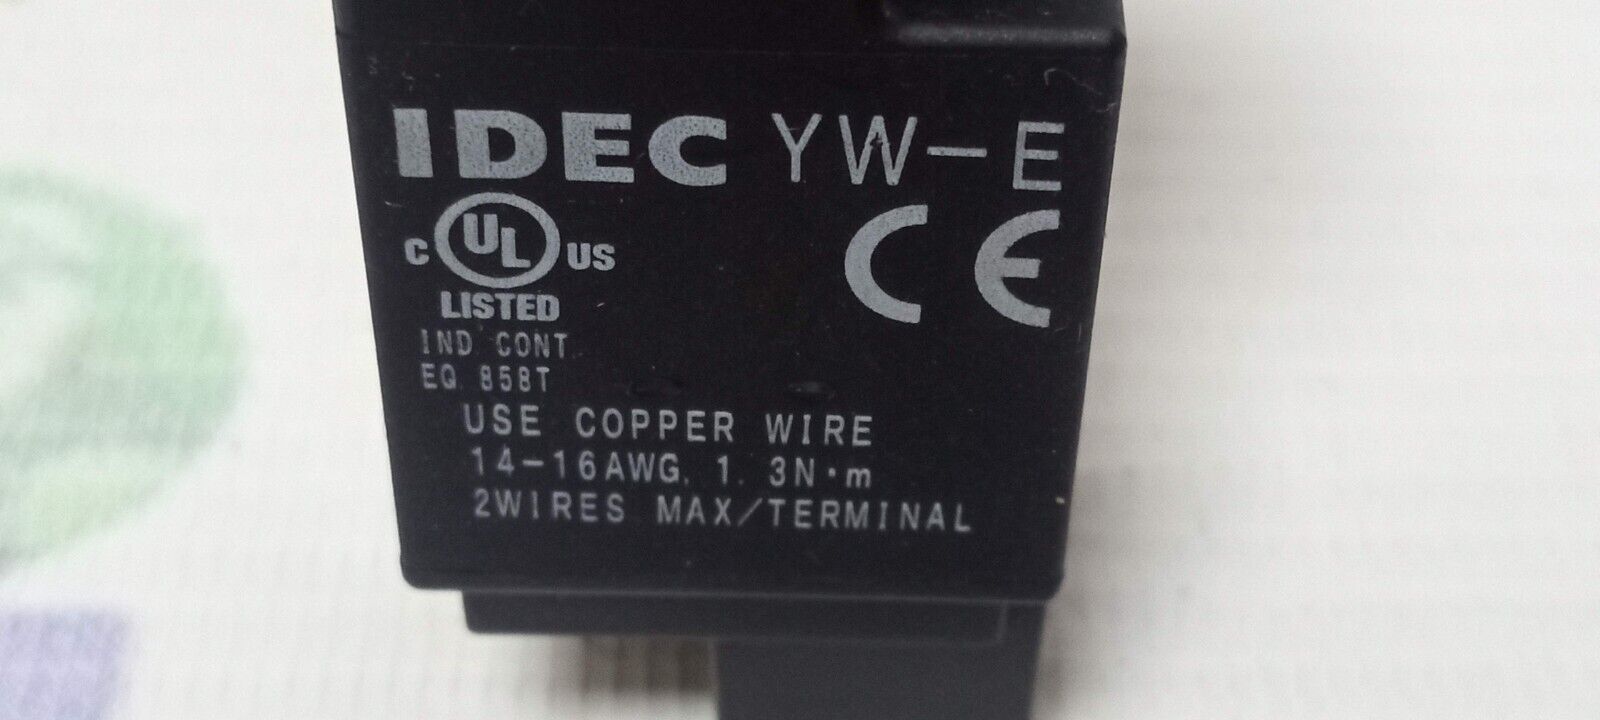 IDEC YW-E
C UL US
LISTED
CE
IND. CONT.
EQ. 858T
USE COPPER WIRE
14-16AWG. 1. 3N·m
2WIRES MAX/TERMINAL